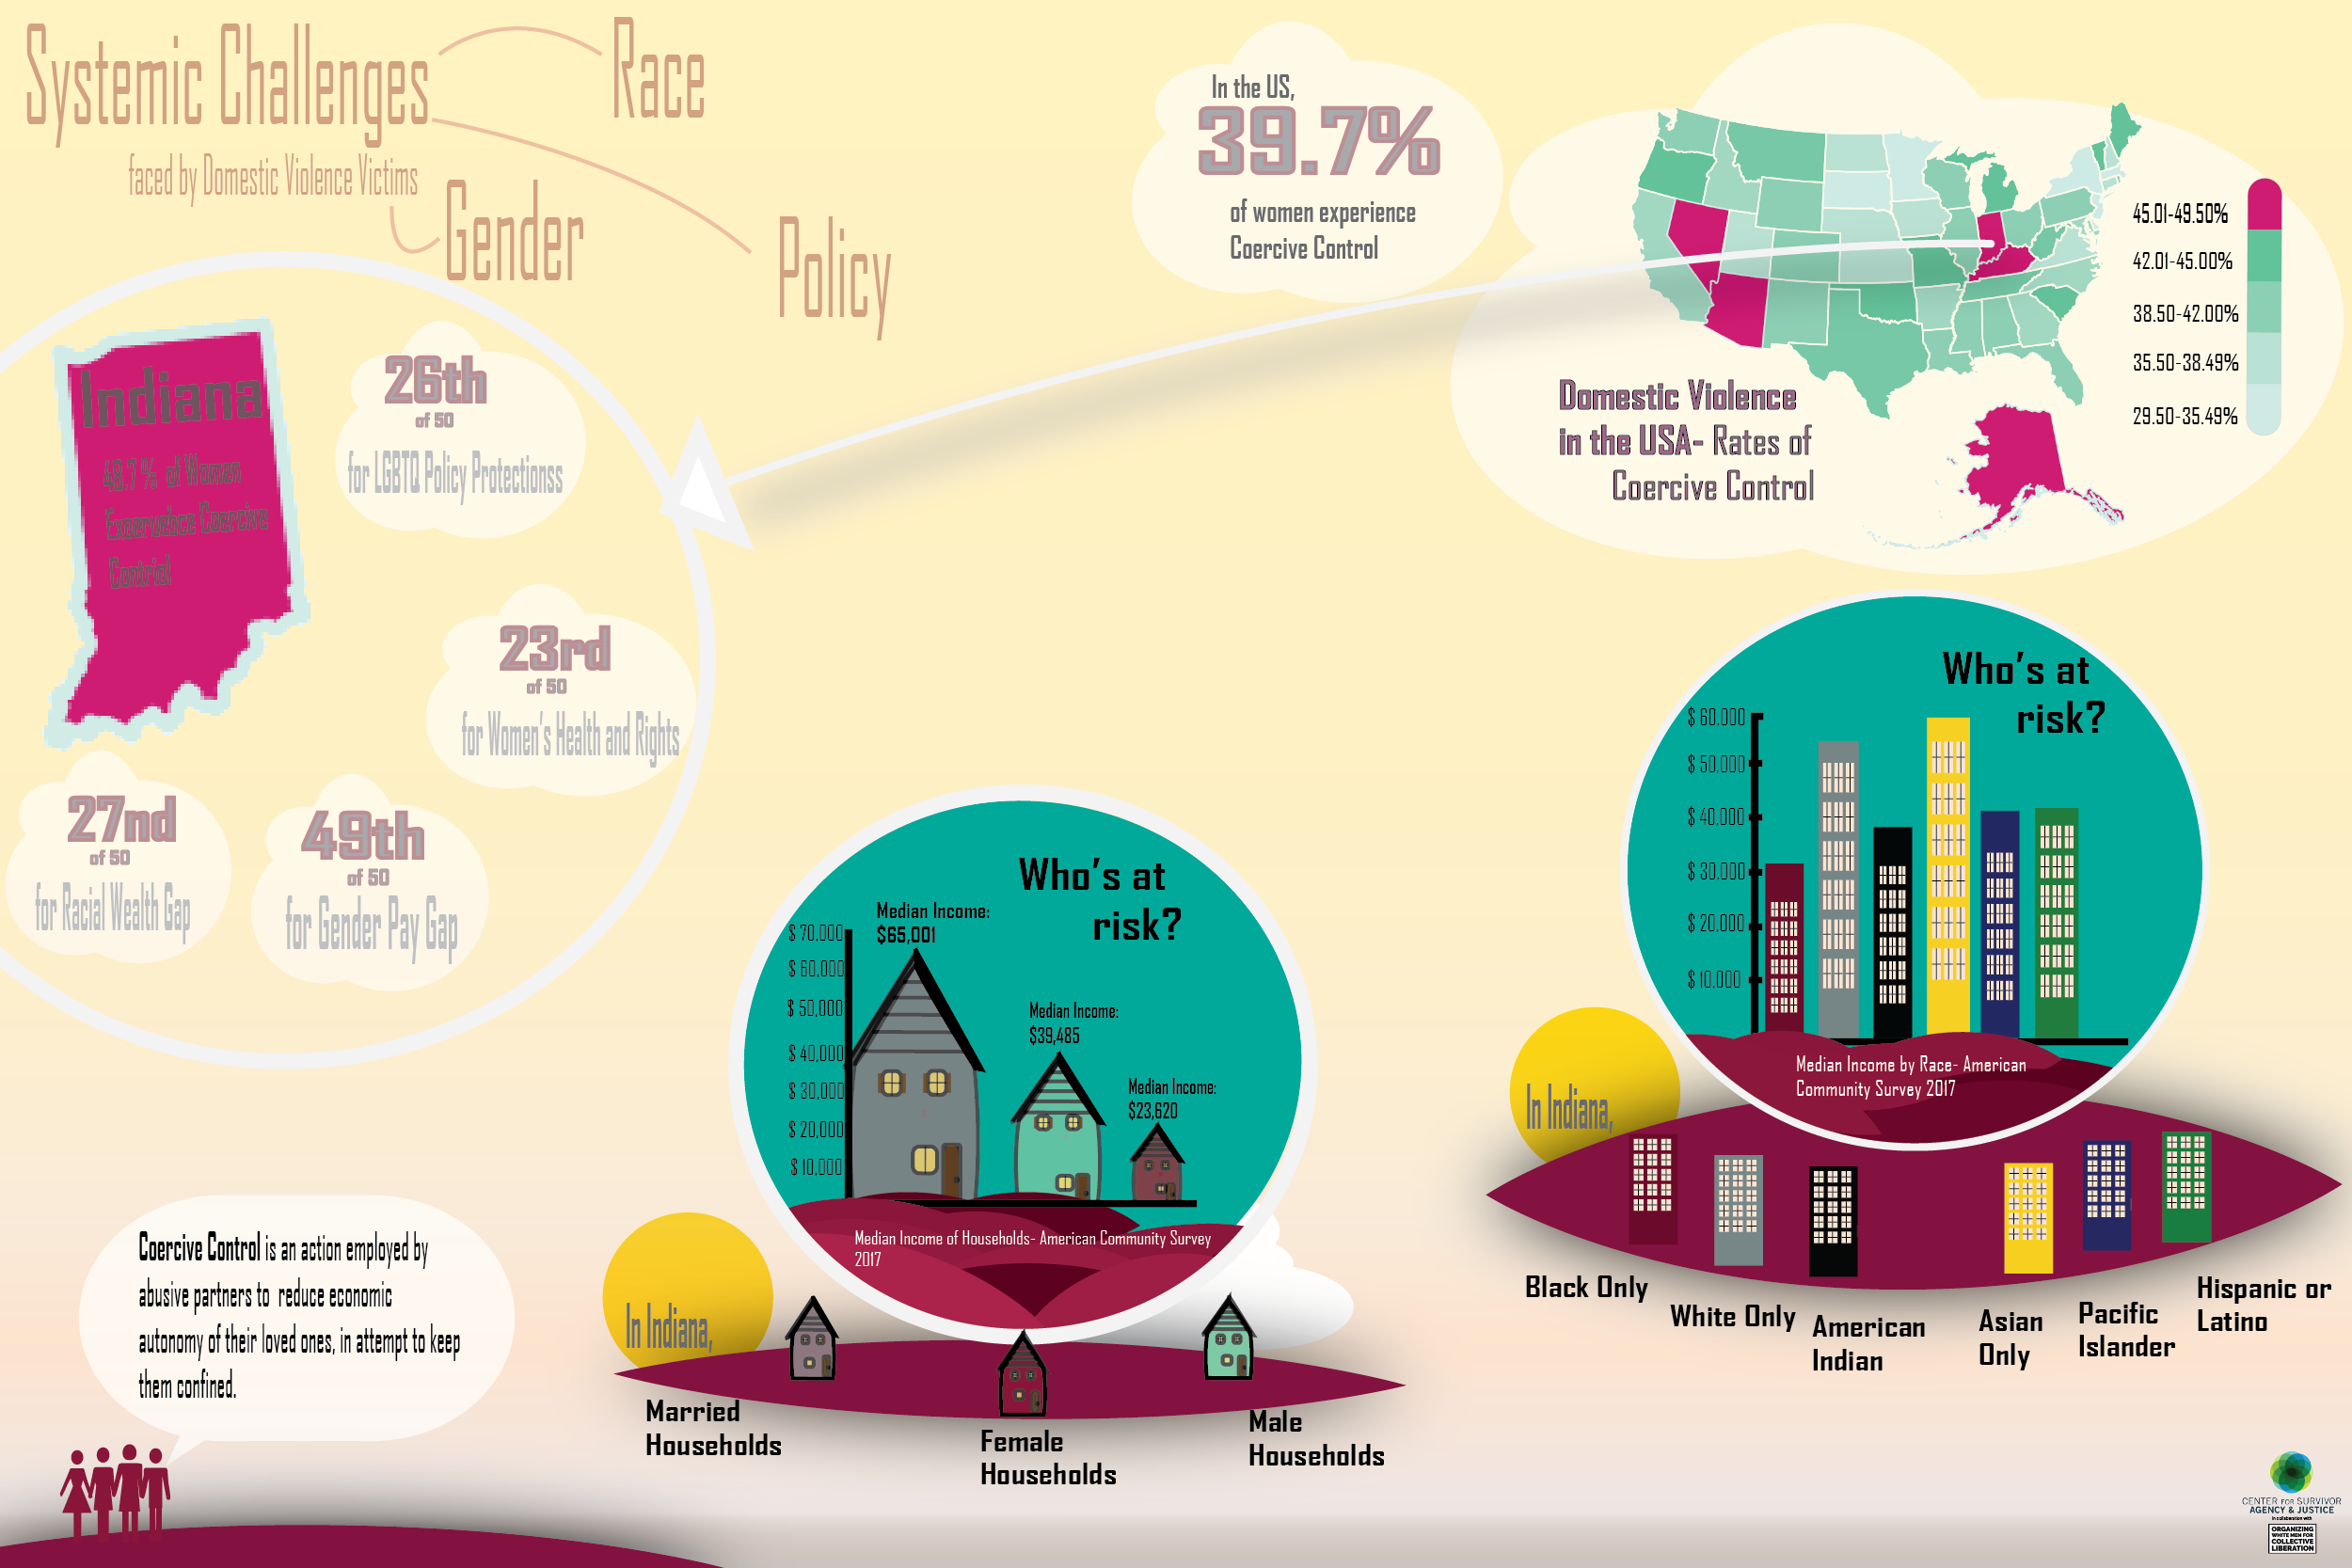 Systemic Challenges
faced by Domestic Violence Victims
Race
Gender
Policy
In the US,
39.7%
of women experience
Coercive Control
45.01-49.50%
42.01-45.00%
38.50-42.00%
35.50-38.49%
29.50-35.49%
Domestic Violence
in the USA- Rates of
Coercive Control
Indiana
48.7 % of Women
Experuebce Coercive
Contriol
26th
of 50
for LGBTQ Policy Protectionss
23rd
of 50
for Women's Health and Rights
27nd
of 50
for Racial Wealth Gap
49th
of 50
for Gender Pay Gap
Who's at
risk?
$ 60.000
$ 50,000
$ 40.000
$ 30.000
$ 20,000
$ 10,000
Median Income by Race- American
Community Survey 2017
In Indiana,
Black Only
White Only
American
Indian
Asian
Only
Pacific
Islander
Hispanic or
Latino
Who's at
risk?
Median Income:
$65,001
Median Income:
$39,485
Median Income:
$23,620
$ 70.000
$ 60,000
$ 50,000
$ 40,000
$ 30,000
$ 20,000
$ 10,000
Median Income of Households- American Community Survey
2017
In Indiana,
Married
Households
Female
Households
Male
Households
Coercive Control is an action employed by
abusive partners to reduce economic
autonomy of their loved ones, in attempt to keep
them confined.
CENTER FOR SURVIVOR
AGENCY & JUSTICE
in collaboration with
ORGANIZING
WHITE MEN FOR
COLLECTIVE
LIBERATION